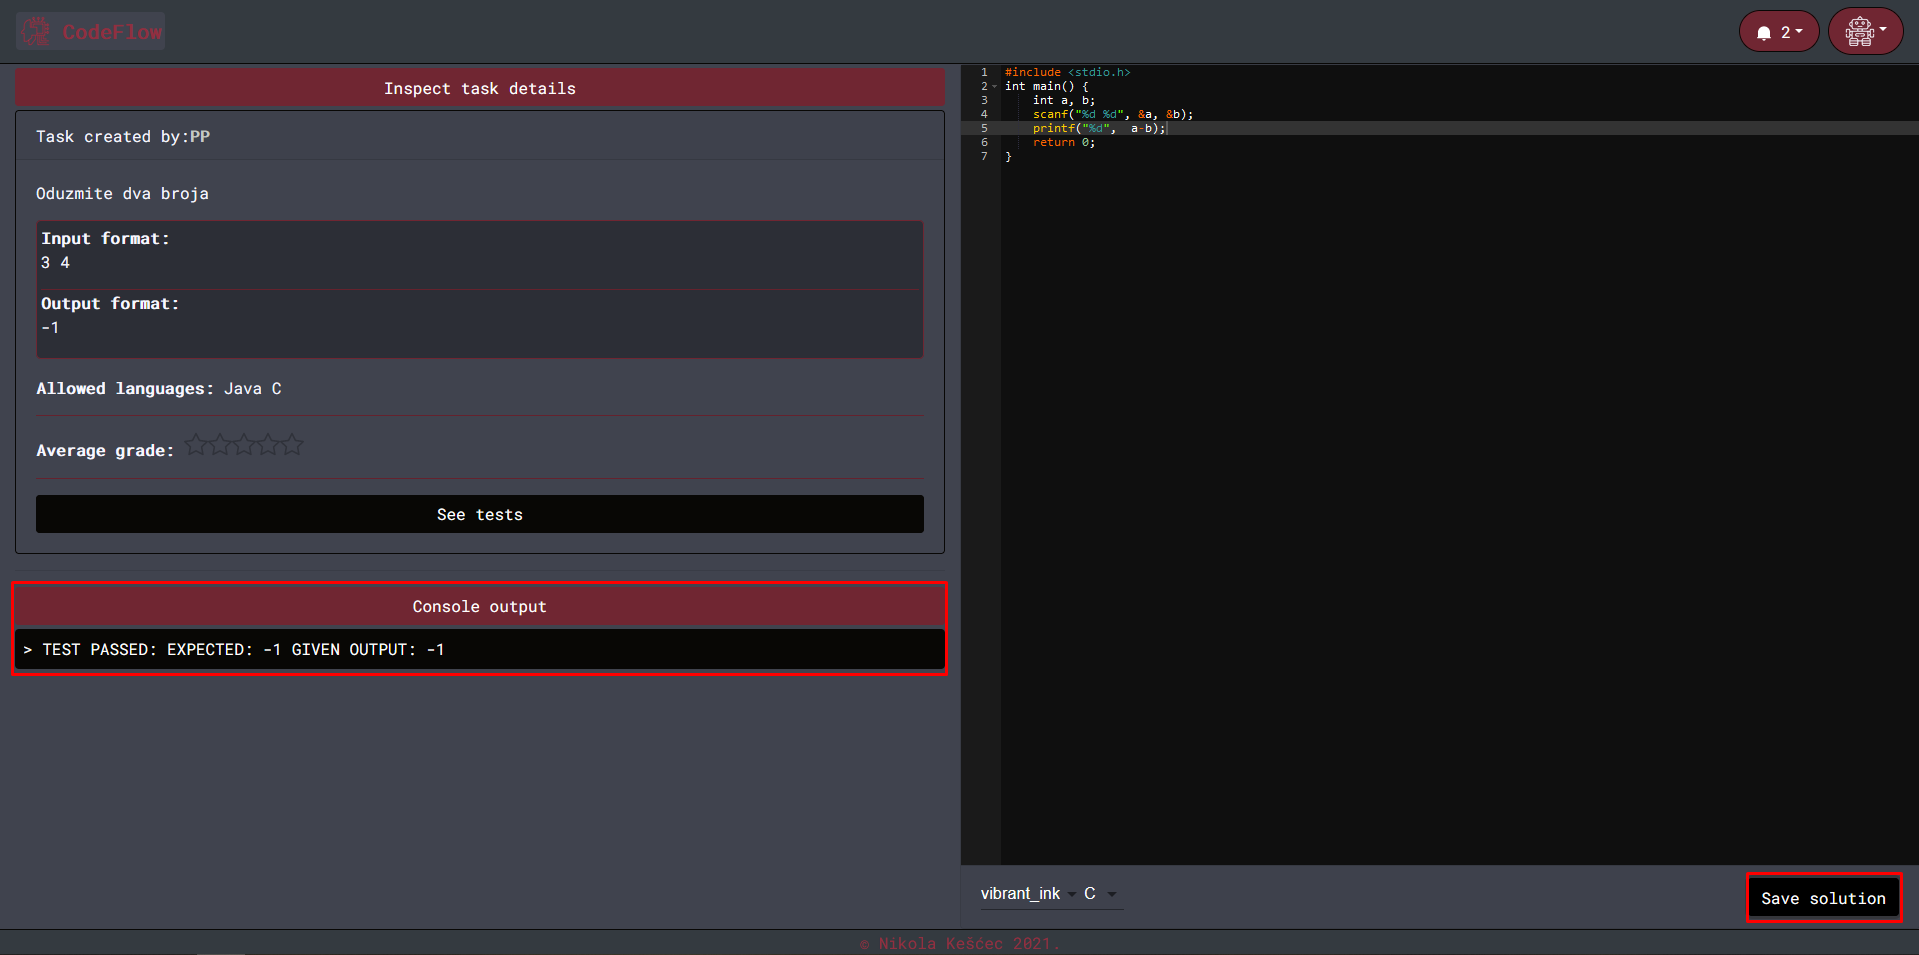 CodeFlow
2
Inspect task details
Task created by:PP
Oduzmite dva broja
Input format:
3 4
Output format:
-1
Allowed languages: Java C
Average grade:
See tests
Console output
> TEST PASSED: EXPECTED: -1 GIVEN OUTPUT: -1
1 #include <stdio.h>
2 int main() {
3     int a, b;
4     scanf("%d %d", &a, &b);
5     printf("%d",  a-b);
6     return 0;
7 }
vibrant_ink C
Save solution
© Nikola Kešćec 2021.